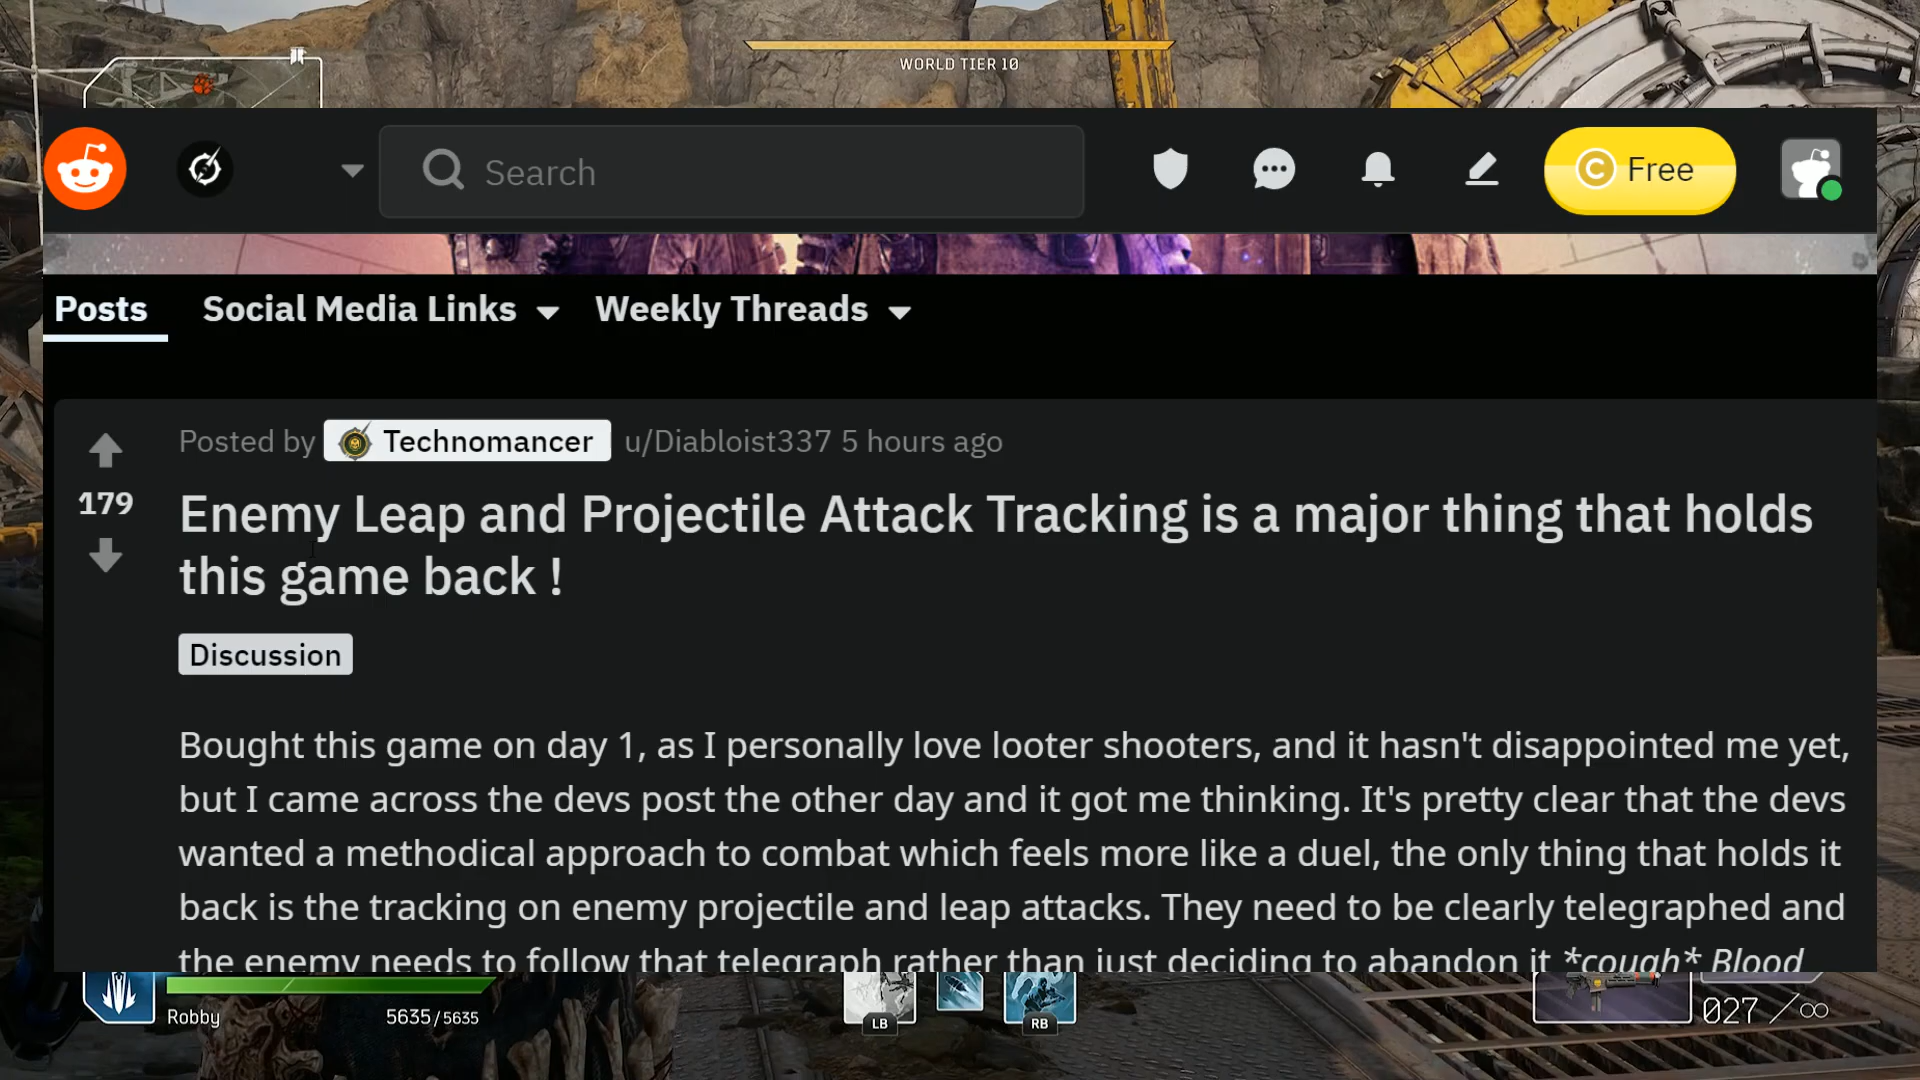 WORLD TIER 10
Search
Free
Posts Social Media Links Weekly Threads
Posted by Technomancer u/Diabloist337 5 hours ago
179
Enemy Leap and Projectile Attack Tracking is a major thing that holds
this game back !
Discussion
Bought this game on day 1, as I personally love looter shooters, and it hasn't disappointed me yet,
but I came across the devs post the other day and it got me thinking. It's pretty clear that the devs
wanted a methodical approach to combat which feels more like a duel, the only thing that holds it
back is the tracking on enemy projectile and leap attacks. They need to be clearly telegraphed and
the enemy needs to follow that telegraph rather than just deciding to abandon it *cough* Blood
Robby 5635/5635
LB
RB
027 / ∞